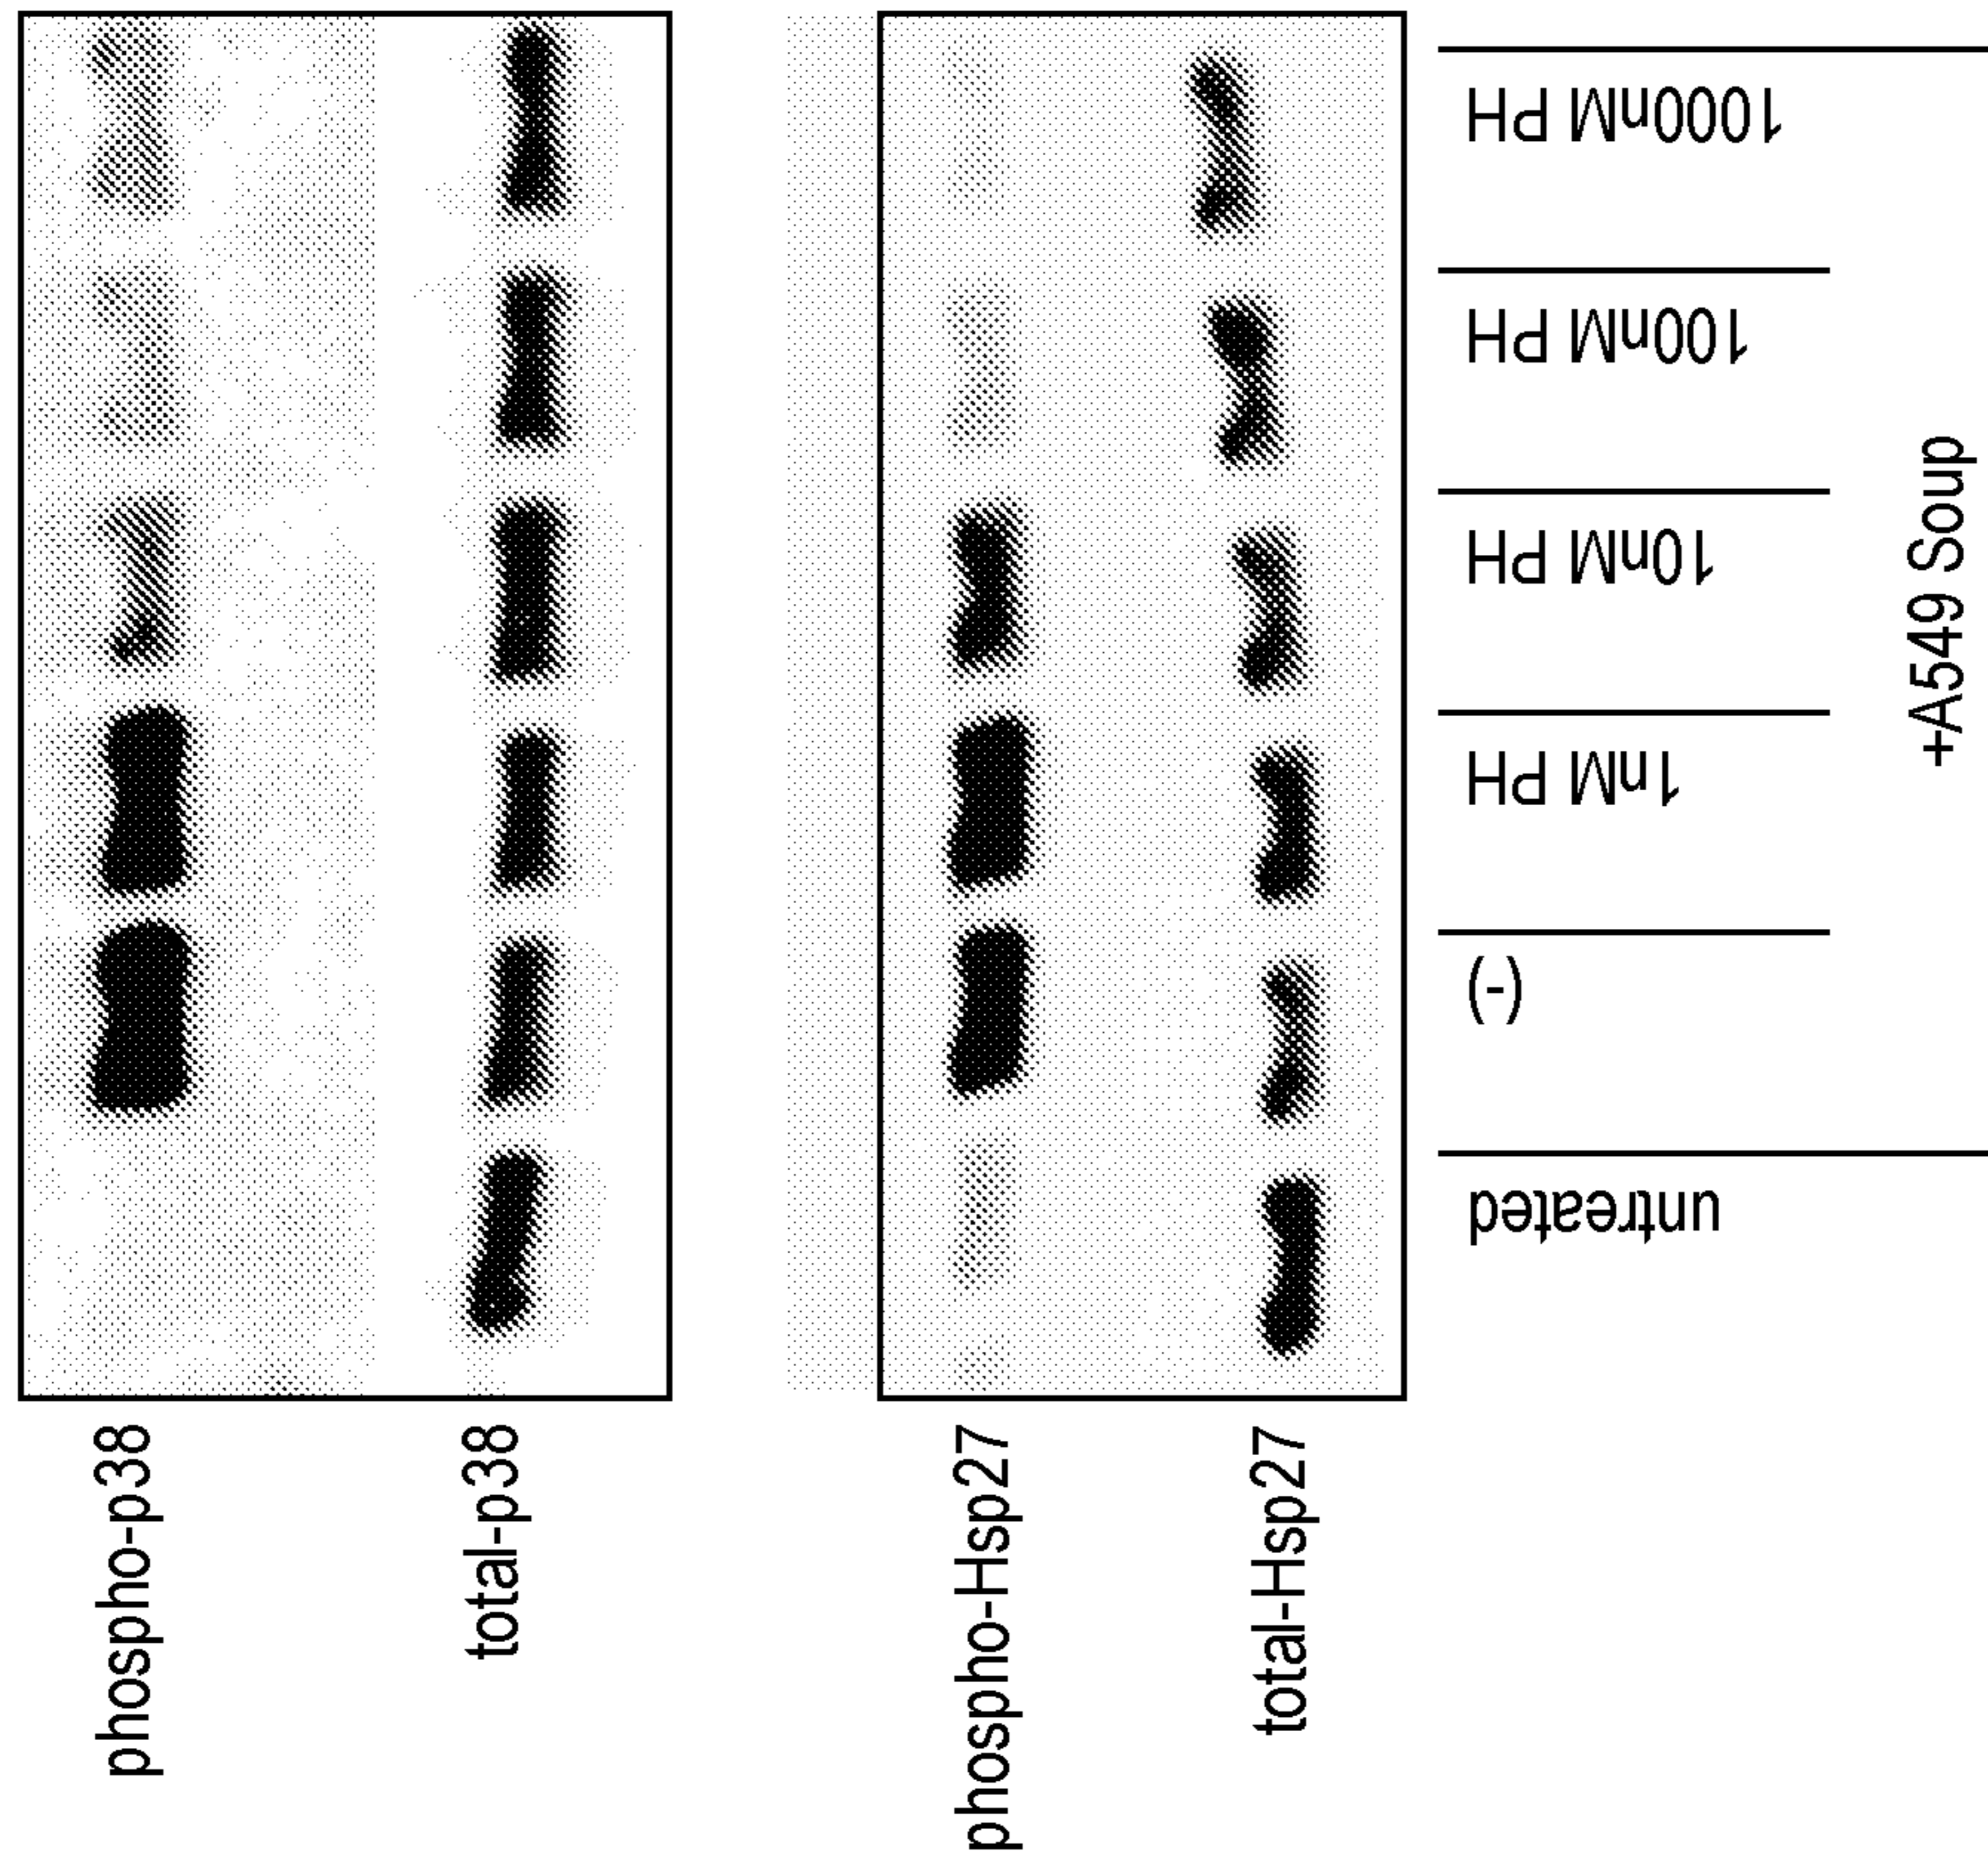 phospho-p38
total-p38
phospho-Hsp27
total-Hsp27
untreated
(-)
1nM PH
10nM PH
100nM PH
1000nM PH
+A549 Soup